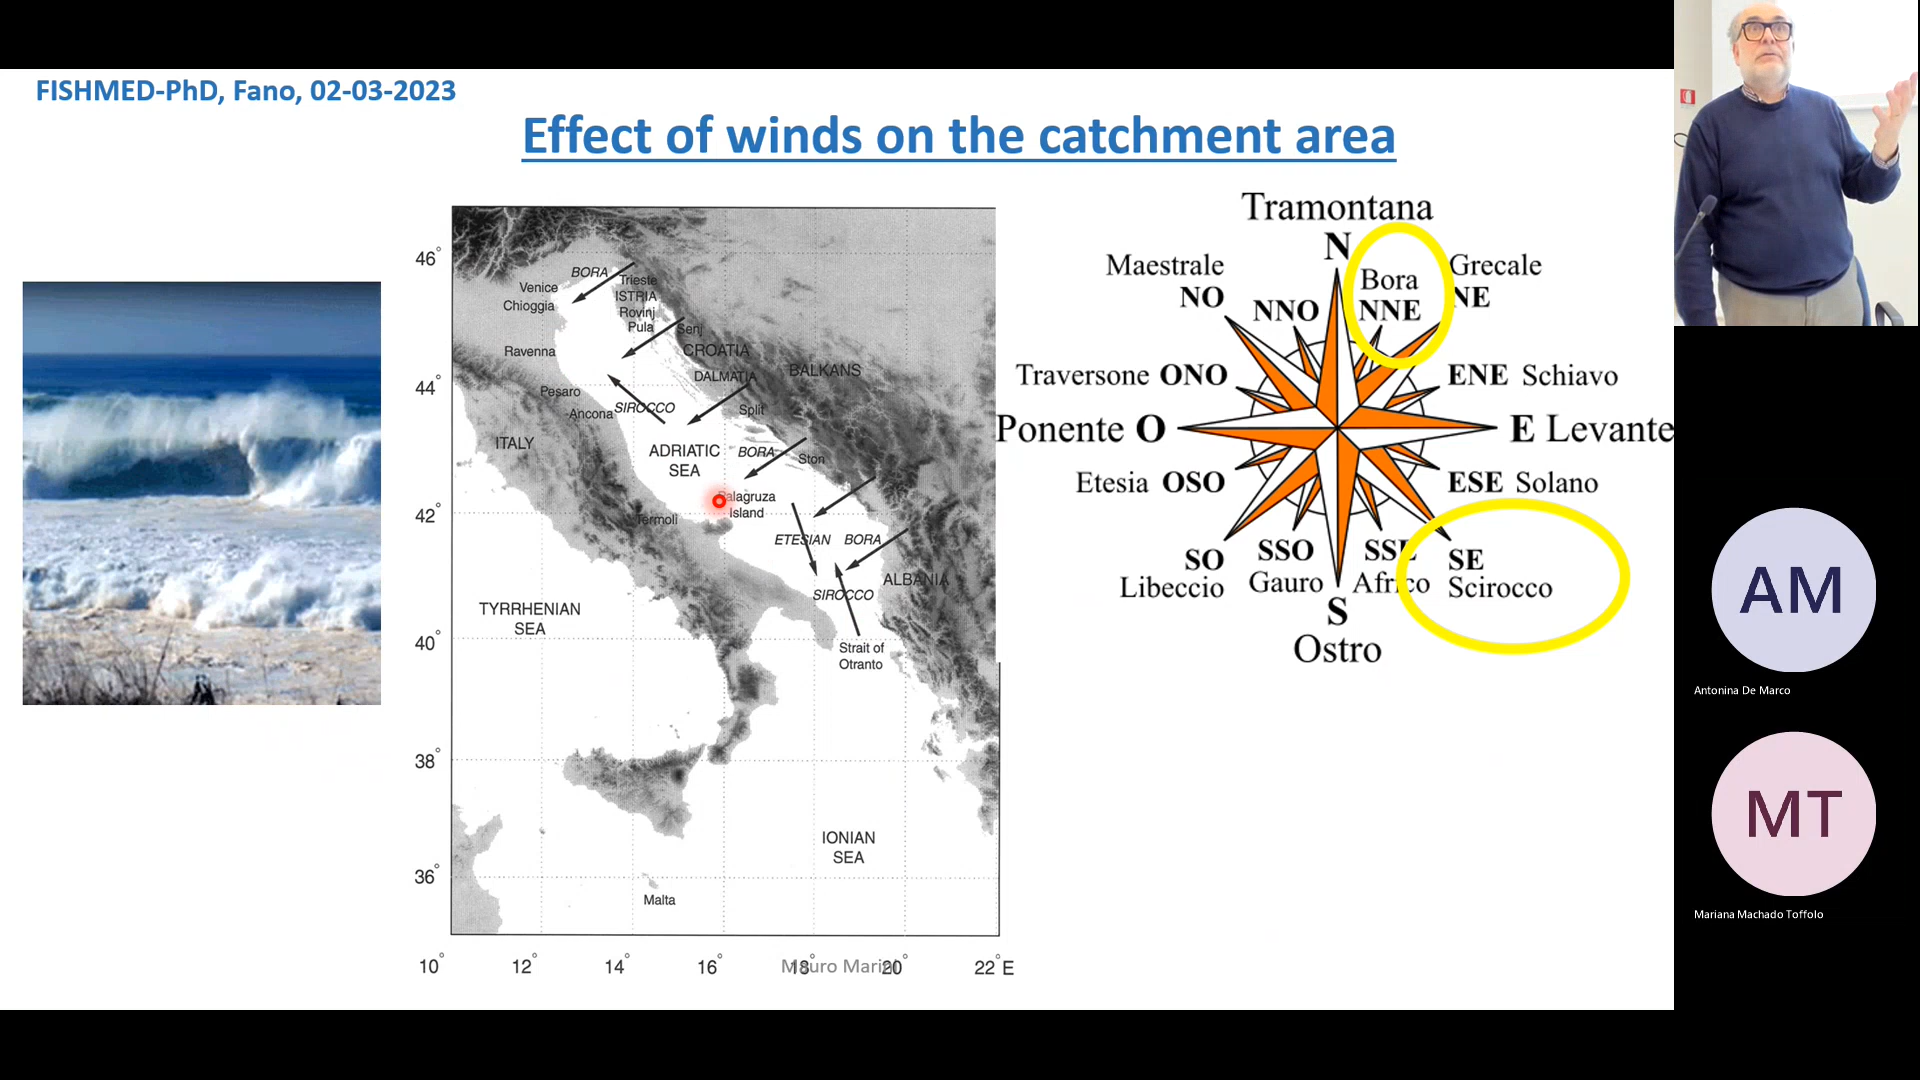 FISHMED-PhD, Fano, 02-03-2023
Effect of winds on the catchment area
46°
44°
42°
40°
38°
36°
10°
12°
14°
16°
18°
20°
22°E
BORA
Venice
Chioggia
Trieste
ISTRIA
Rovinj
Pula
Senj
Ravenna
CROATIA
DALMATIA
BALKANS
Pesaro
Ancona
SIROCCO
Split
ITALY
ADRIATIC
SEA
BORA
Ston
Palagruza
Island
Termoli
ETESIAN
BORA
ALBANIA
SIROCCO
TYRRHENIAN
SEA
Strait of
Otranto
IONIAN
SEA
Malta
Mauro Marini
Tramontana
N
Maestrale
NO
NNO
Bora
NNE
Grecale
NE
Traversone ONO
ENE Schiavo
Ponente O
E Levante
Etesia OSO
ESE Solano
SO
Libeccio
SSO
Gauro
SSE
Africo
SE
Scirocco
S
Ostro
AM
Antonina De Marco
MT
Mariana Machado Toffolo